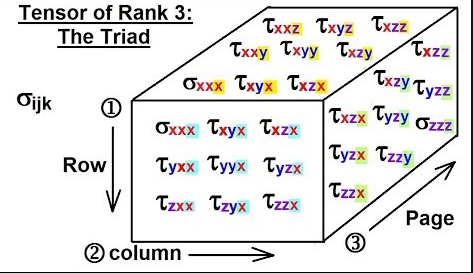 Tensor of Rank 3:
The Triad
σijk
τxxz τxyz τxzz
τxxy τxyy τxzy
σxxx τxyx τxzx
①
σxxx τxyx τxzx
τyxx τyyx τyzx
τzxx τzyx τzzx
τxzz
τxzy τyzz
τxzx τyzy σzzz
τyzx τzzy
τzzx
Row
② column
③
Page